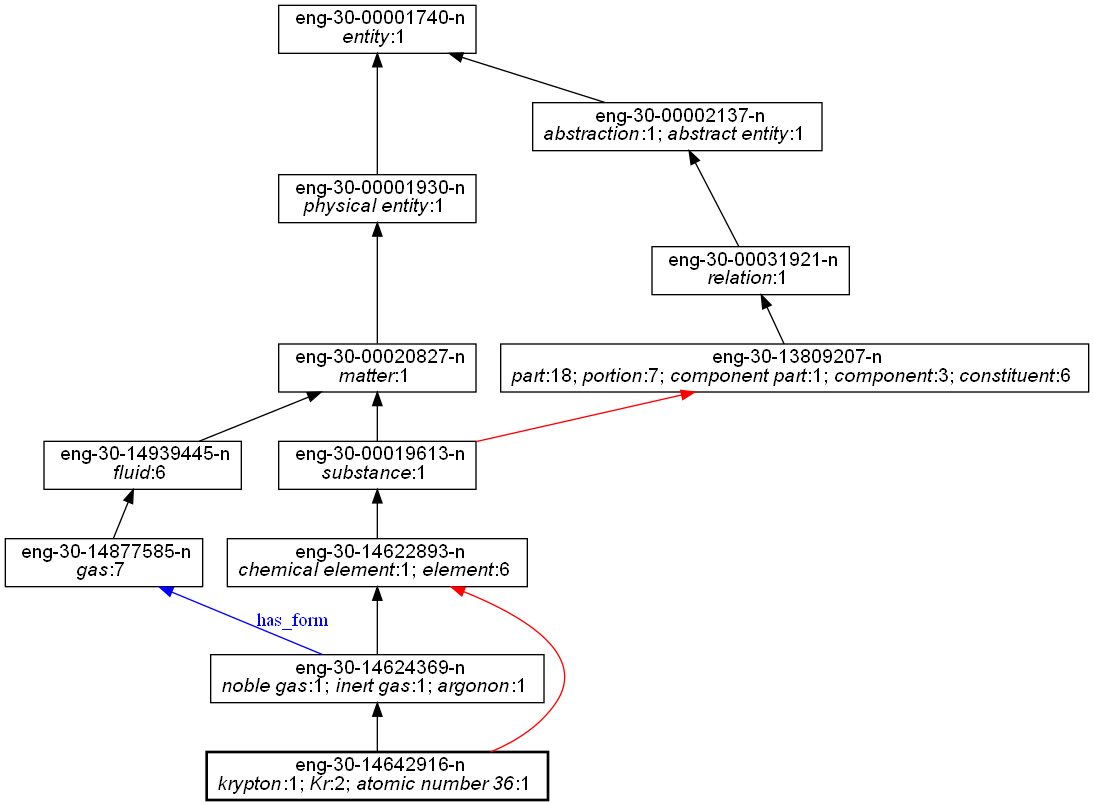 eng-30-00001740-n
entity:1
eng-30-00002137-n
abstraction:1; abstract entity:1
eng-30-00001930-n
physical entity:1
eng-30-00031921-n
relation:1
eng-30-00020827-n
matter:1
eng-30-13809207-n
part:18; portion:7; component part:1; component:3; constituent:6
eng-30-14939445-n
fluid:6
eng-30-00019613-n
substance:1
eng-30-14877585-n
gas:7
eng-30-14622893-n
chemical element:1; element:6
has_form
eng-30-14624369-n
noble gas:1; inert gas:1; argonon:1
eng-30-14642916-n
krypton:1; Kr:2; atomic number 36:1